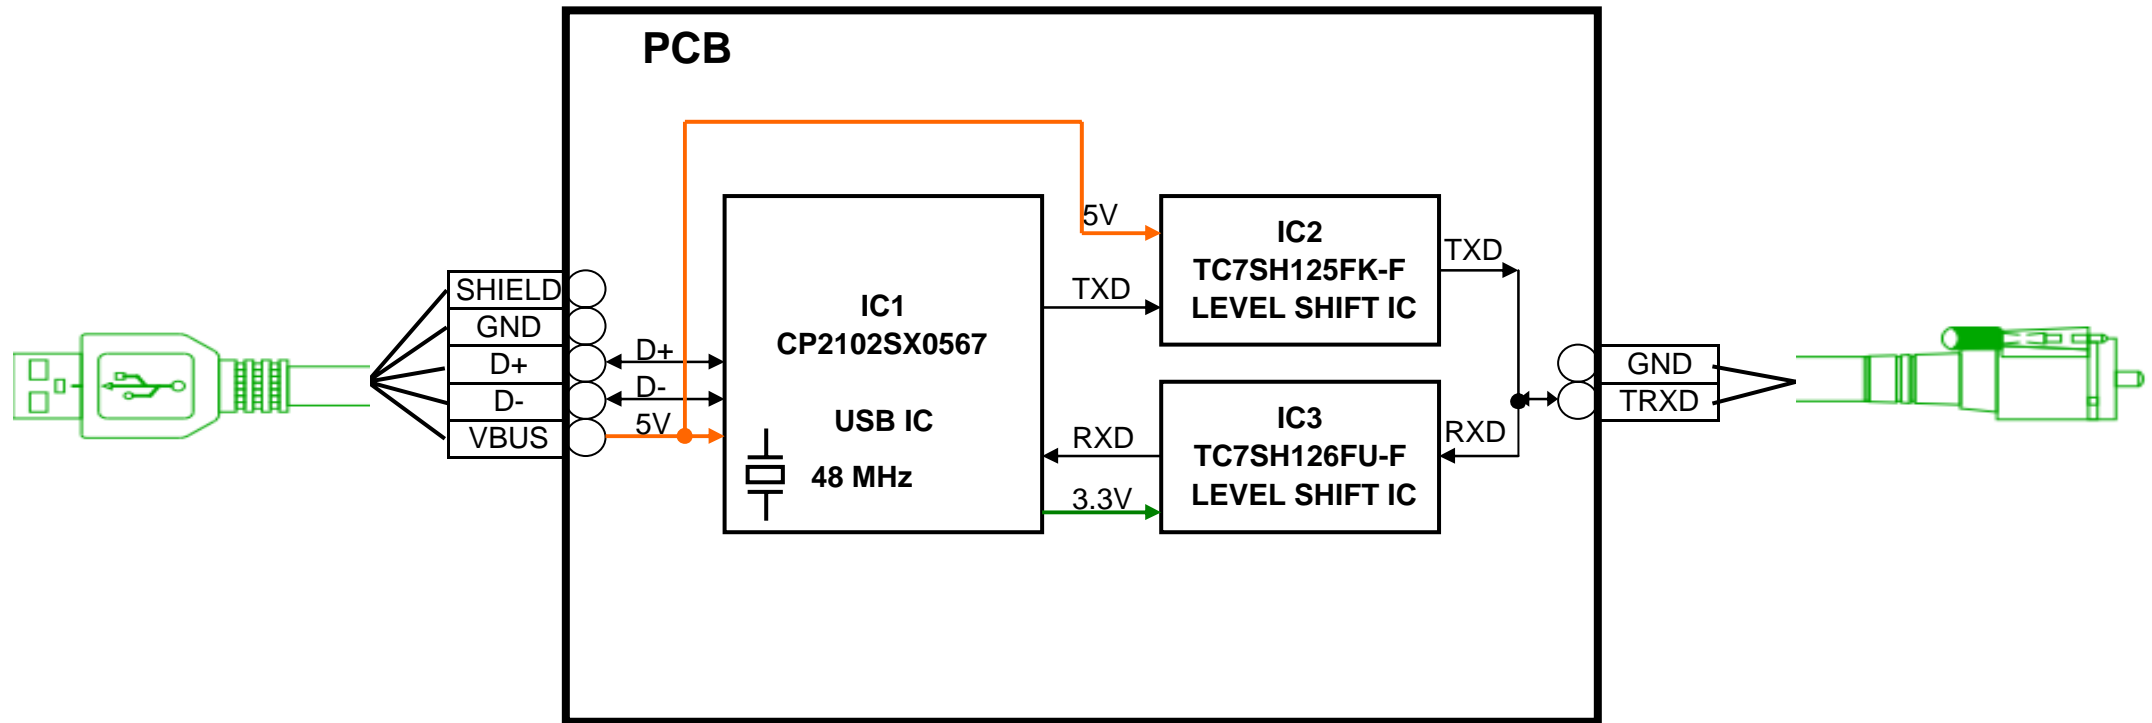 PCB
5V
IC2
TC7SH125FK-F
LEVEL SHIFT IC
TXD
TXD
SHIELD
GND
D+
D-
VBUS
D+
D-
5V
IC1
CP2102SX0567
USB IC
48 MHz
IC3
TC7SH126FU-F
LEVEL SHIFT IC
RXD
RXD
3.3V
GND
TRXD